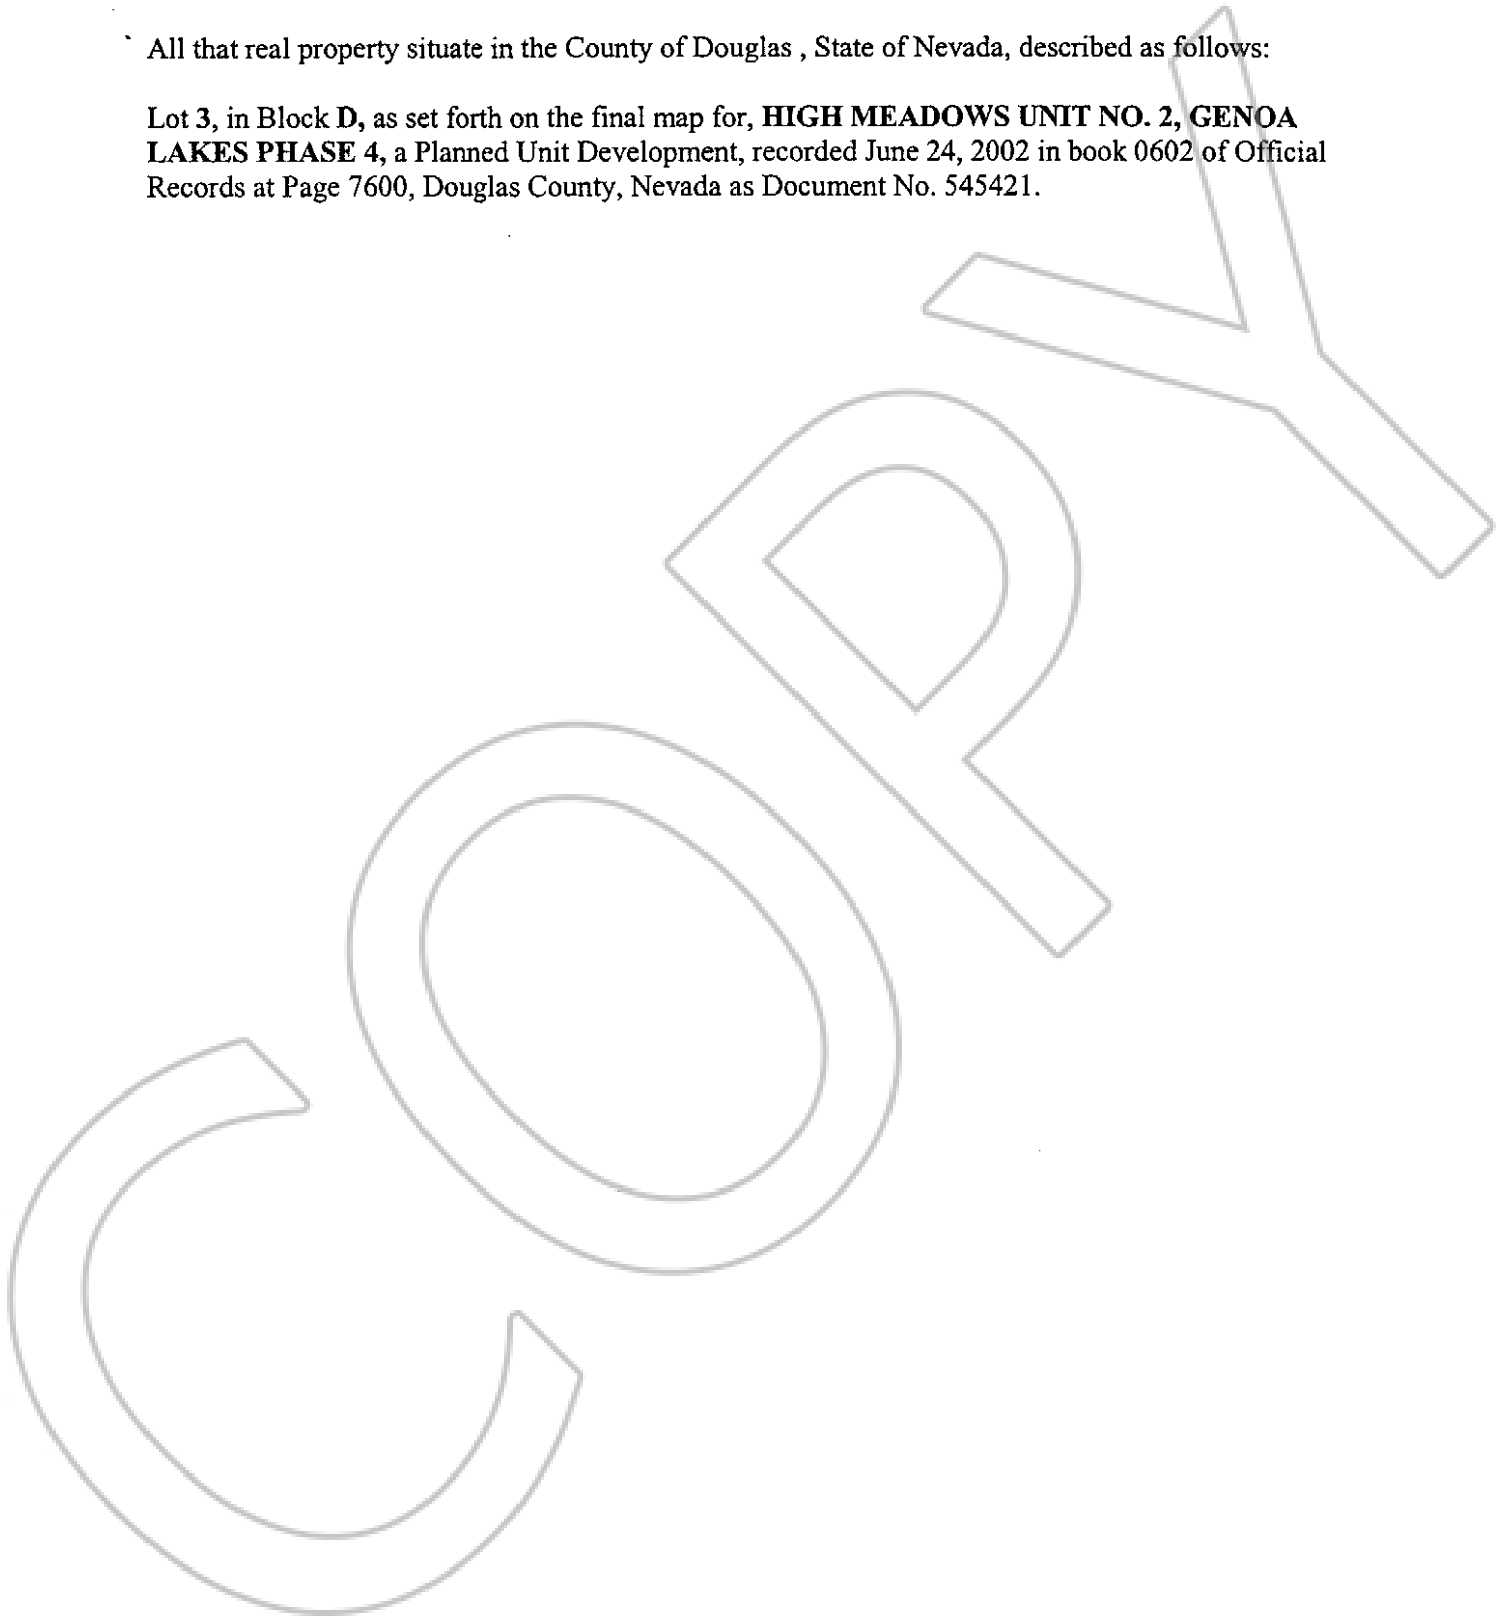 All that real property situate in the County of Douglas , State of Nevada, described as follows:
Lot 3, in Block D, as set forth on the final map for, HIGH MEADOWS UNIT NO. 2, GENOA
LAKES PHASE 4, a Planned Unit Development, recorded June 24, 2002 in book 0602 of Official
Records at Page 7600, Douglas County, Nevada as Document No. 545421.
COPY